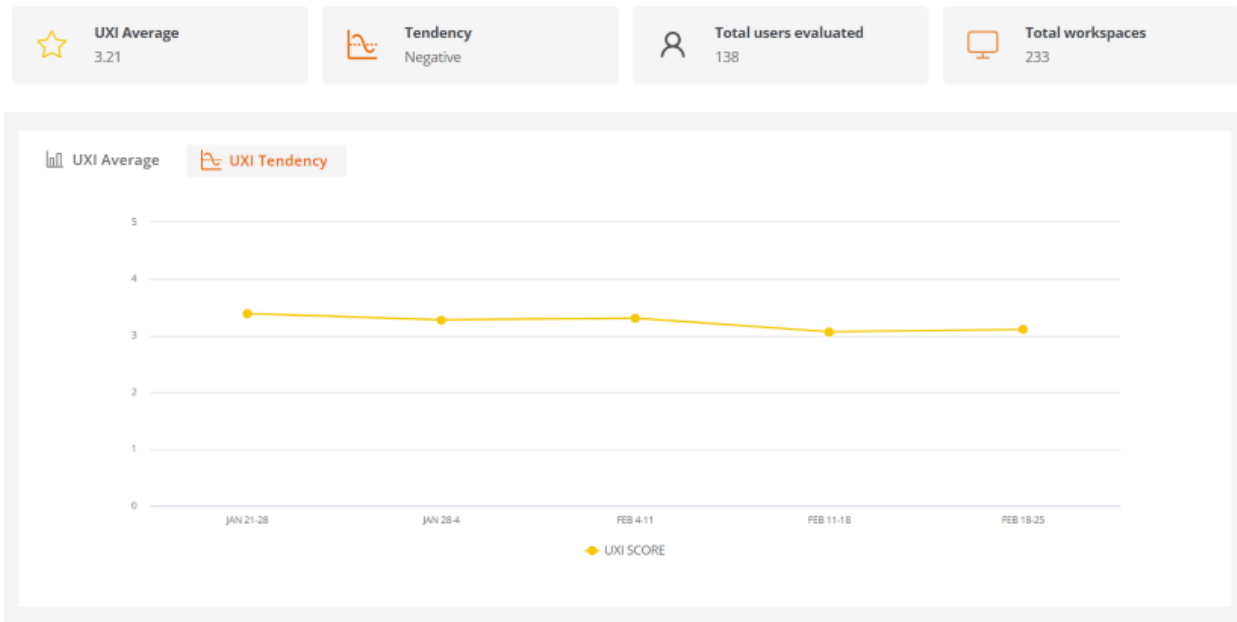 UXI Average
3.21
Tendency
Negative
Total users evaluated
138
Total workspaces
233
UXI Average
UXI Tendency
5
4
3
2
1
0
JAN 21-28
JAN 28-4
FEB 4-11
FEB 11-18
FEB 18-25
UXI SCORE